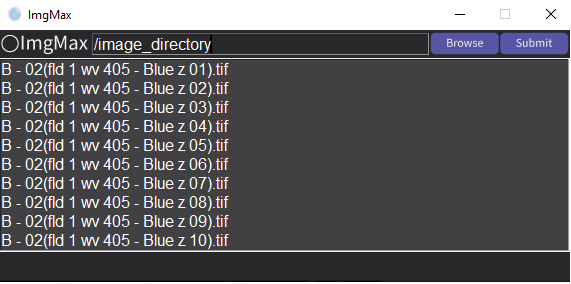 ImgMax
ImgMax /image_directory Browse Submit
B - 02(fld 1 wv 405 - Blue z 01).tif
B - 02(fld 1 wv 405 - Blue z 02).tif
B - 02(fld 1 wv 405 - Blue z 03).tif
B - 02(fld 1 wv 405 - Blue z 04).tif
B - 02(fld 1 wv 405 - Blue z 05).tif
B - 02(fld 1 wv 405 - Blue z 06).tif
B - 02(fld 1 wv 405 - Blue z 07).tif
B - 02(fld 1 wv 405 - Blue z 08).tif
B - 02(fld 1 wv 405 - Blue z 09).tif
B - 02(fld 1 wv 405 - Blue z 10).tif